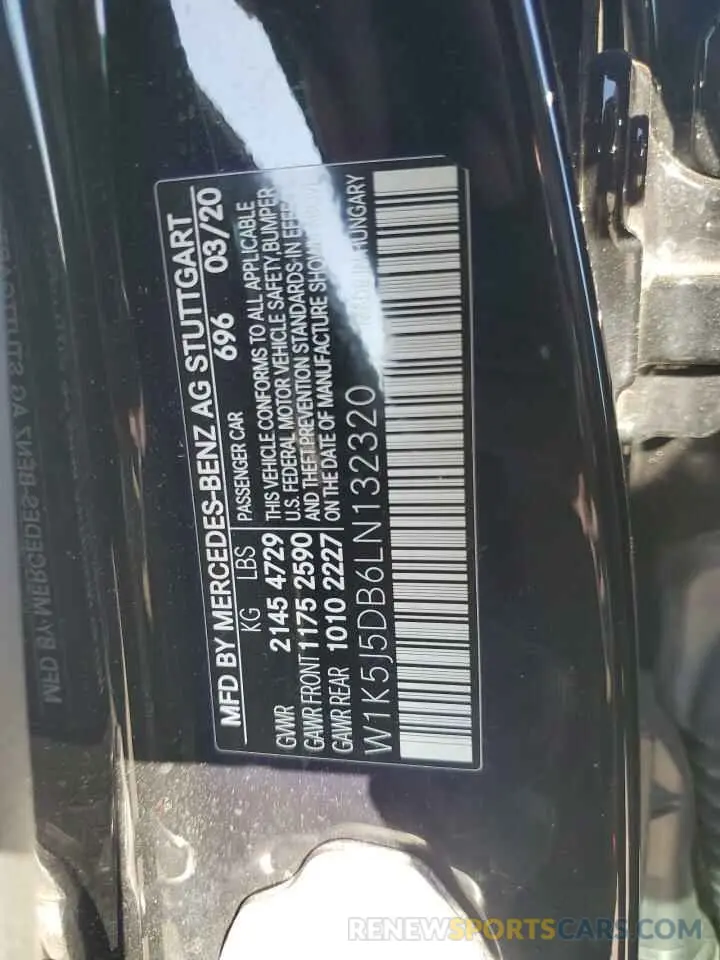 MFD BY MERCEDES-BENZ AG STUTTGART
696 03/20
KG LBS PASSENGER CAR
GVWR 2145 4729 THIS VEHICLE CONFORMS TO ALL APPLICABLE
U.S. FEDERAL MOTOR VEHICLE SAFETY, BUMPER
GAWR FRONT 1175 2590 AND THEFT PREVENTION STANDARDS IN
GAWR REAR 1010 2227 ON THE DATE OF MANUFACTURE
W1K5J5DB6LN132320 HUNGARY
RENEWSPORTSCARS.COM